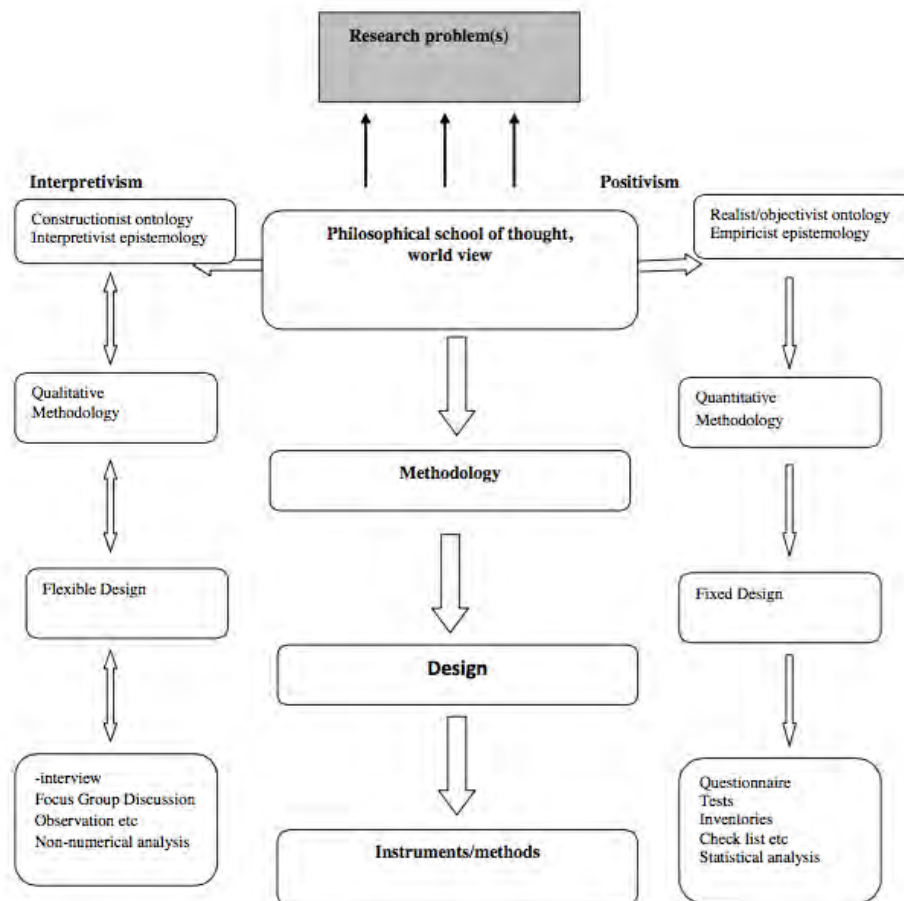 Research problem(s)
Interpretivism
Positivism
Constructionist ontology
Interpretivist epistemology
Philosophical school of thought,
world view
Realist/objectivist ontology
Empiricist epistemology
Qualitative
Methodology
Quantitative
Methodology
Methodology
Flexible Design
Fixed Design
Design
-interview
Focus Group Discussion
Observation etc
Non-numerical analysis
Questionnaire
Tests
Inventories
Check list etc
Statistical analysis
Instruments/methods